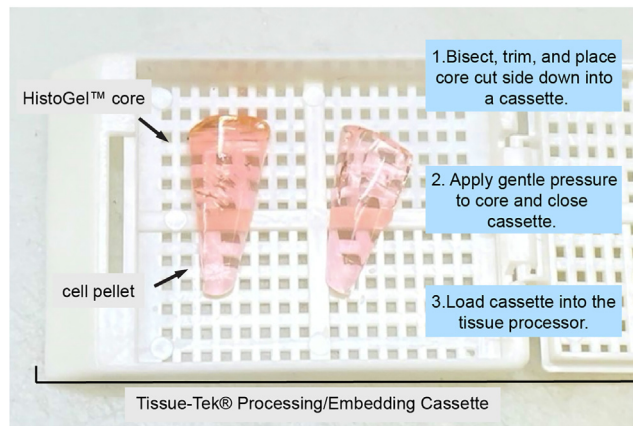 HistoGel™ core
cell pellet
1.Bisect, trim, and place
core cut side down into
a cassette.
2. Apply gentle pressure
to core and close
cassette.
3.Load cassette into the
tissue processor.
Tissue-Tek® Processing/Embedding Cassette